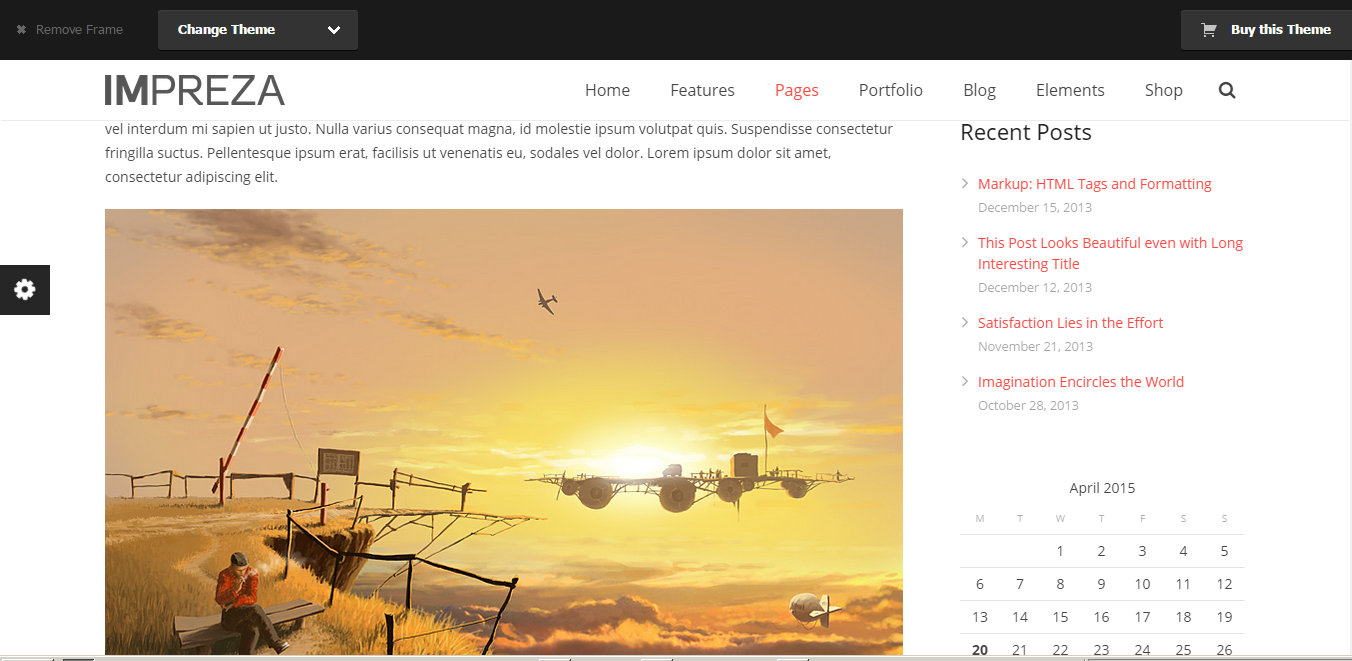 Remove Frame
Change Theme
Buy this Theme
IMPREZA
Home Features Pages Portfolio Blog Elements Shop
vel interdum mi sapien ut justo. Nulla varius consequat magna, id molestie ipsum volutpat quis. Suspendisse consectetur
fringilla suctus. Pellentesque ipsum erat, facilisis ut venenatis eu, sodales vel dolor. Lorem ipsum dolor sit amet,
consectetur adipiscing elit.
Recent Posts
Markup: HTML Tags and Formatting
December 15, 2013
This Post Looks Beautiful even with Long
Interesting Title
December 12, 2013
Satisfaction Lies in the Effort
November 21, 2013
Imagination Encircles the World
October 28, 2013
April 2015
M T W T F S S
1 2 3 4 5
6 7 8 9 10 11 12
13 14 15 16 17 18 19
20 21 22 23 24 25 26